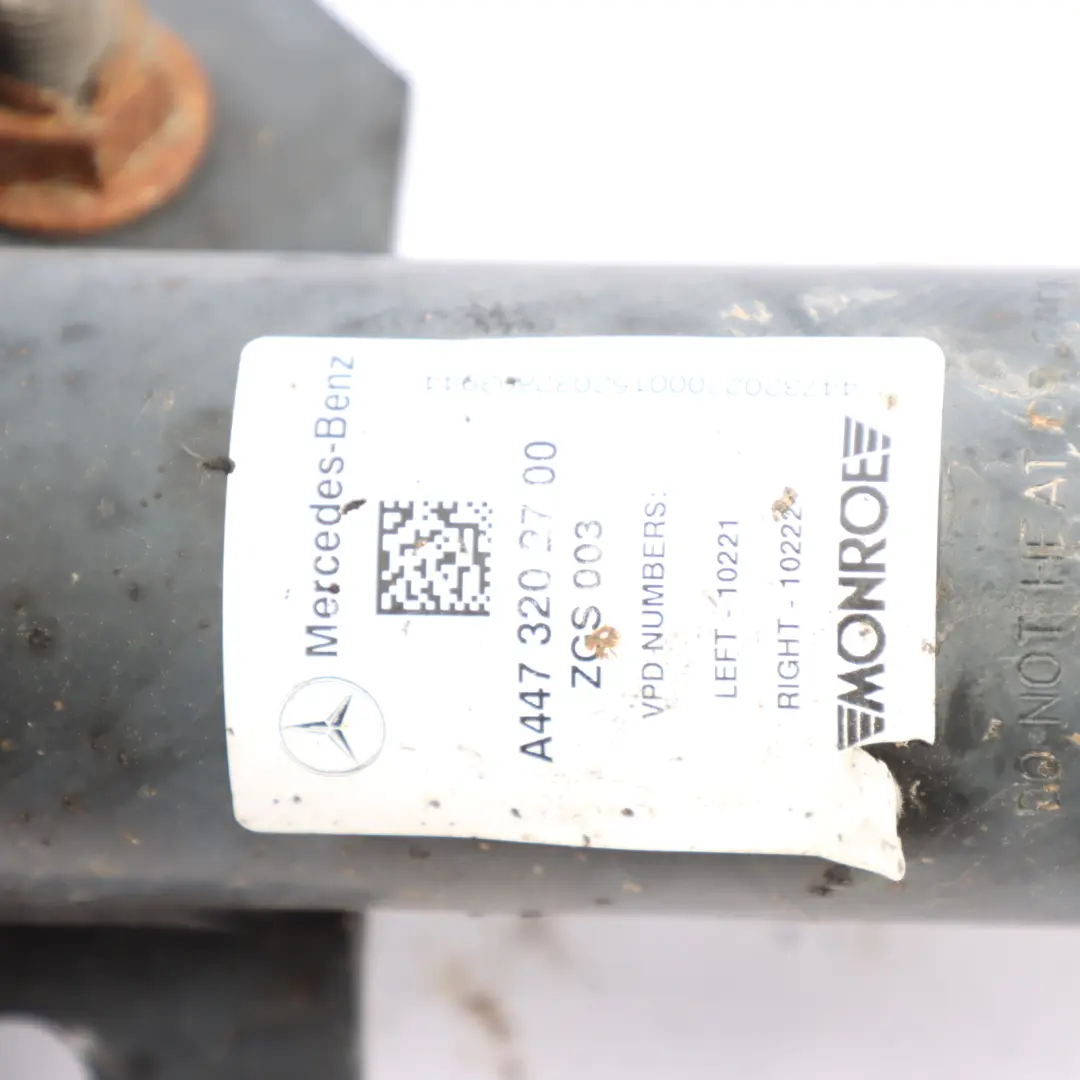 Mercedes-Benz
A447 320 27 00
ZGS 003
VPD NUMBERS:
LEFT - 10221
RIGHT - 10222
MONROE
DO NOT HEAT